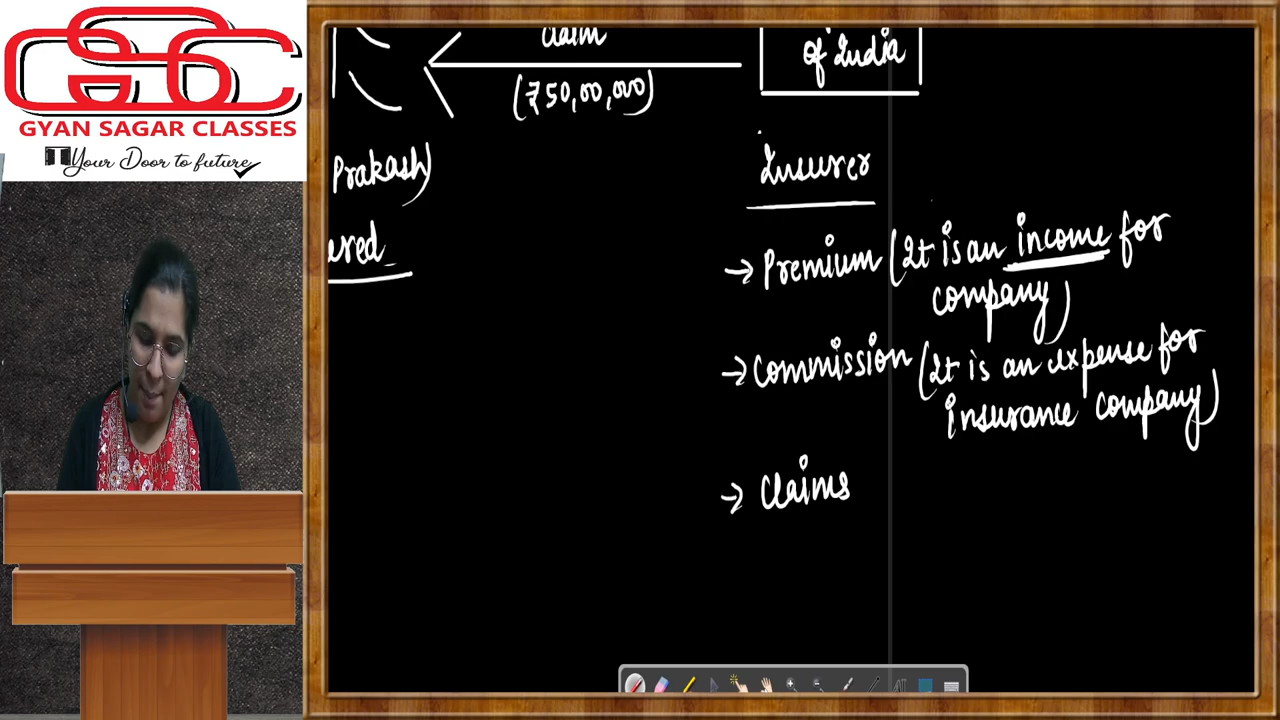 GSC
GYAN SAGAR CLASSES
Your Door to future
Claim
(₹50,00,000)
of India
Prakash)
ured
Insurer
→ Premium (It is an income for
company)
→ Commission (It is an expense for
insurance company)
→ Claims